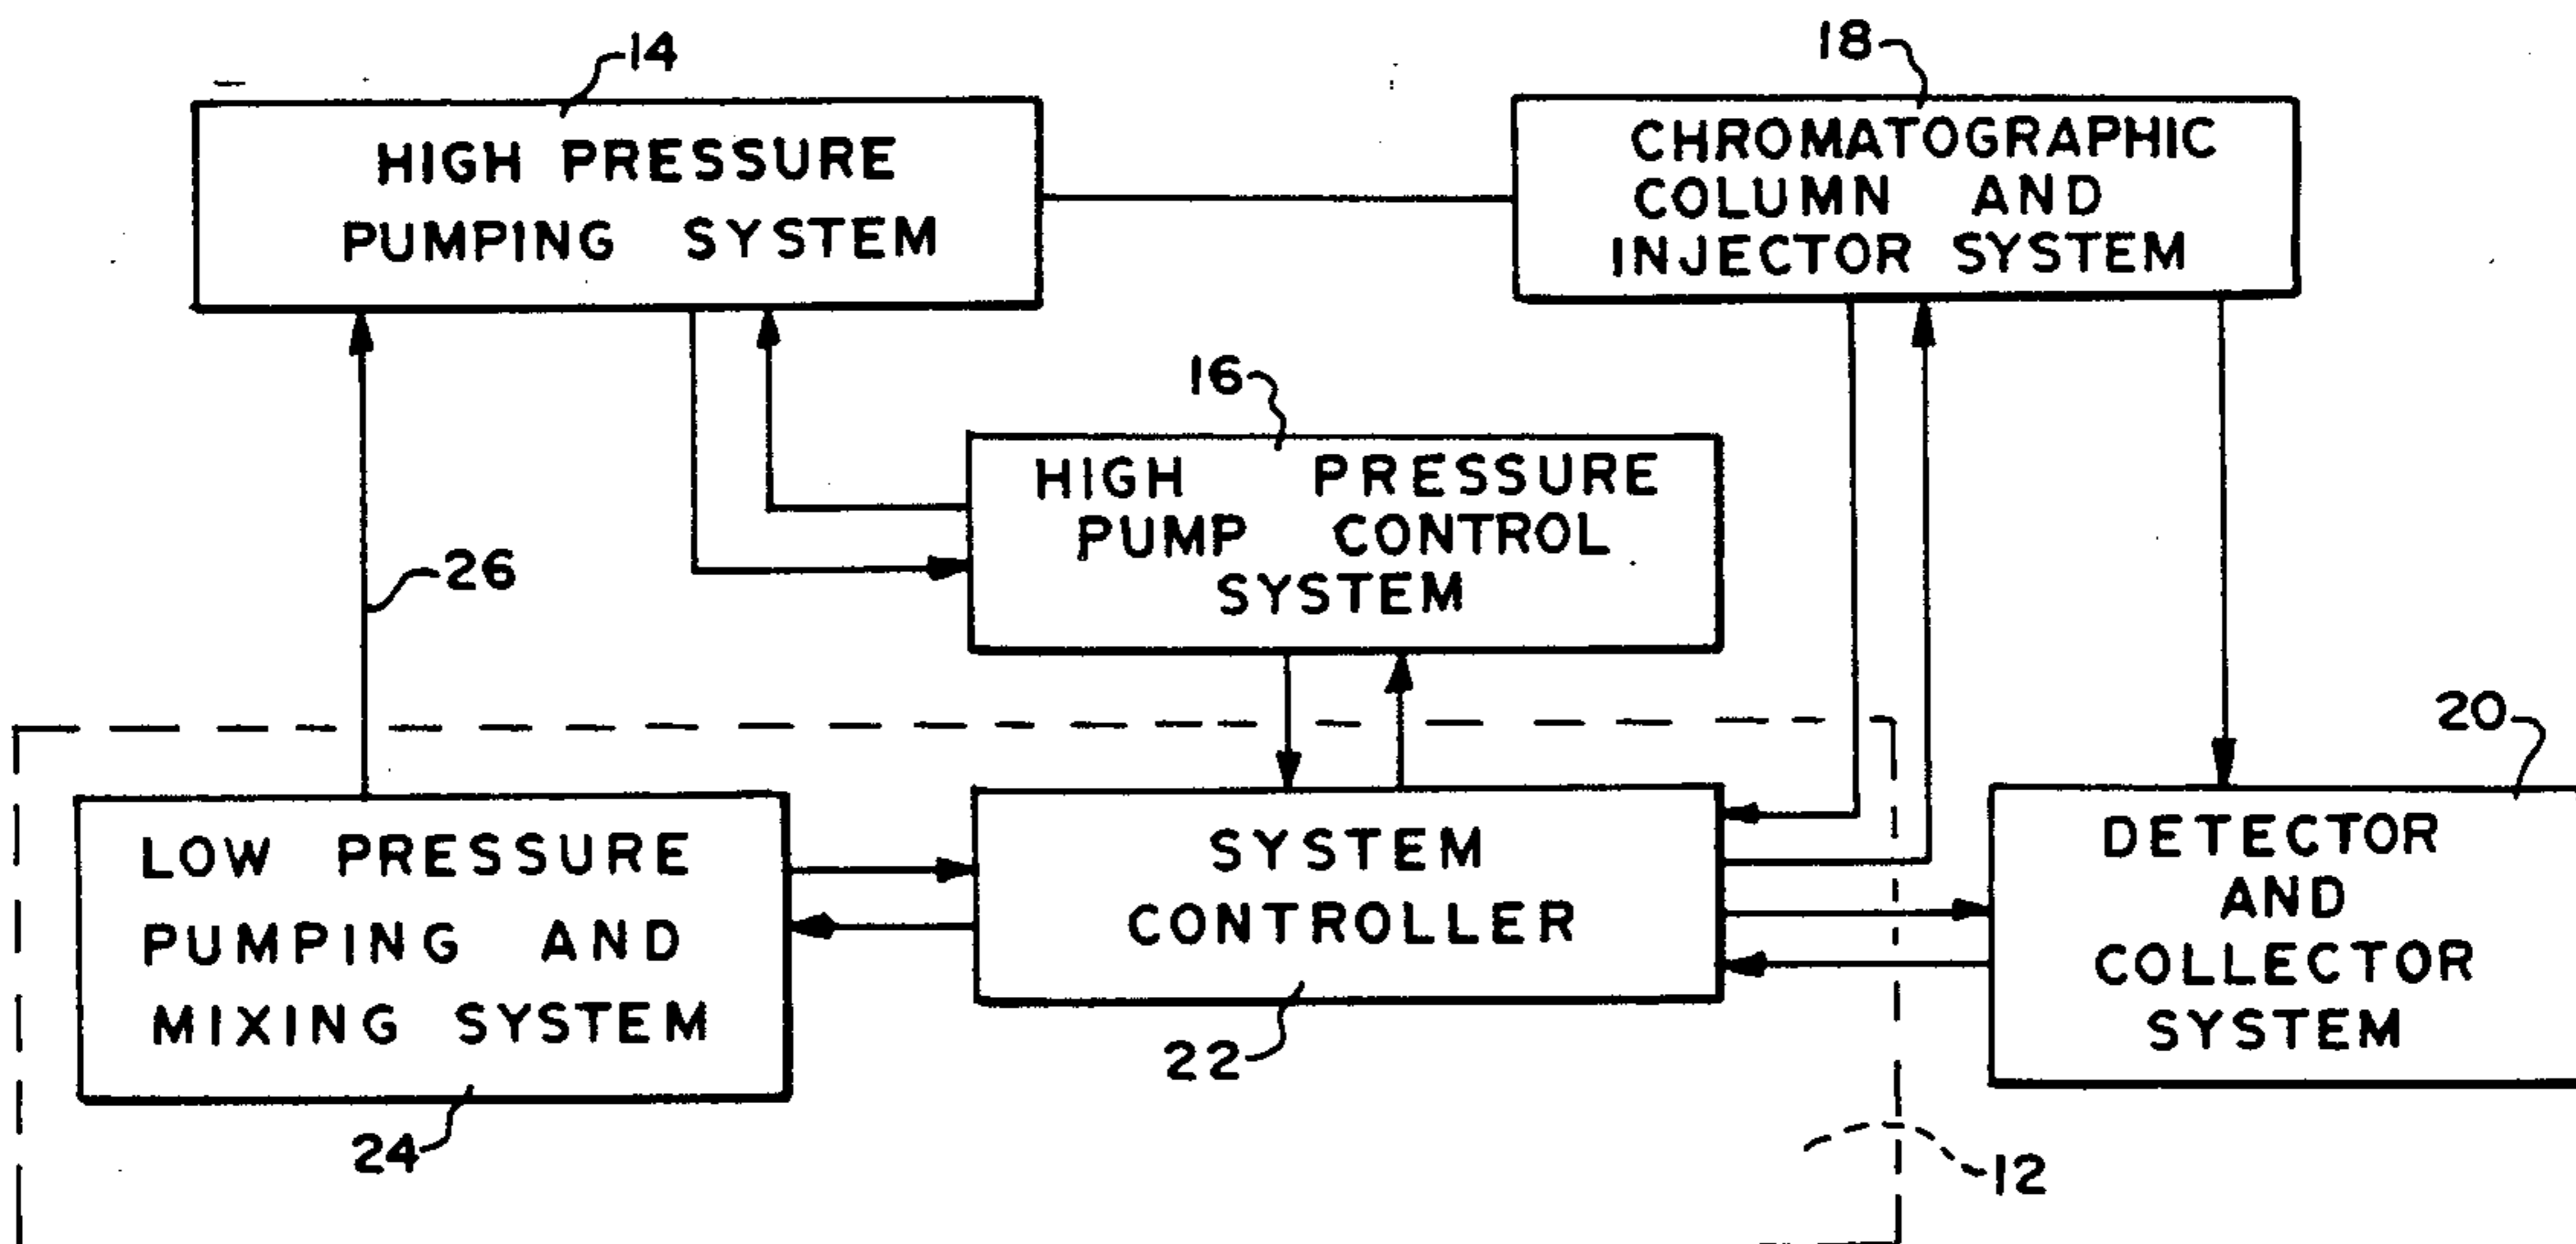 14
HIGH PRESSURE
PUMPING SYSTEM
18
CHROMATOGRAPHIC
COLUMN AND
INJECTOR SYSTEM
16
HIGH PRESSURE
PUMP CONTROL
SYSTEM
26
20
LOW PRESSURE
PUMPING AND
MIXING SYSTEM
24
SYSTEM
CONTROLLER
22
DETECTOR
AND
COLLECTOR
SYSTEM
12